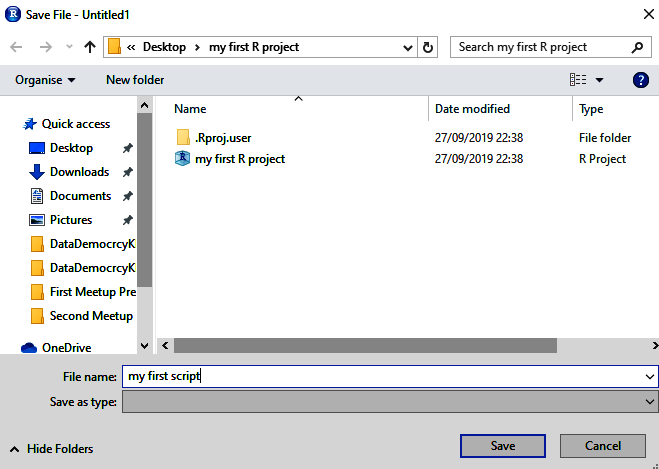 Save File - Untitled1
« Desktop › my first R project
Search my first R project
Organise
New folder
?
Name
Date modified
Type
Quick access
Desktop
Downloads
Documents
Pictures
DataDemocrcyK
DataDemocrcyK
First Meetup Pre
Second Meetup
OneDrive
.Rproj.user 27/09/2019 22:38 File folder
R my first R project 27/09/2019 22:38 R Project
File name: my first script
Save as type:
Hide Folders
Save
Cancel